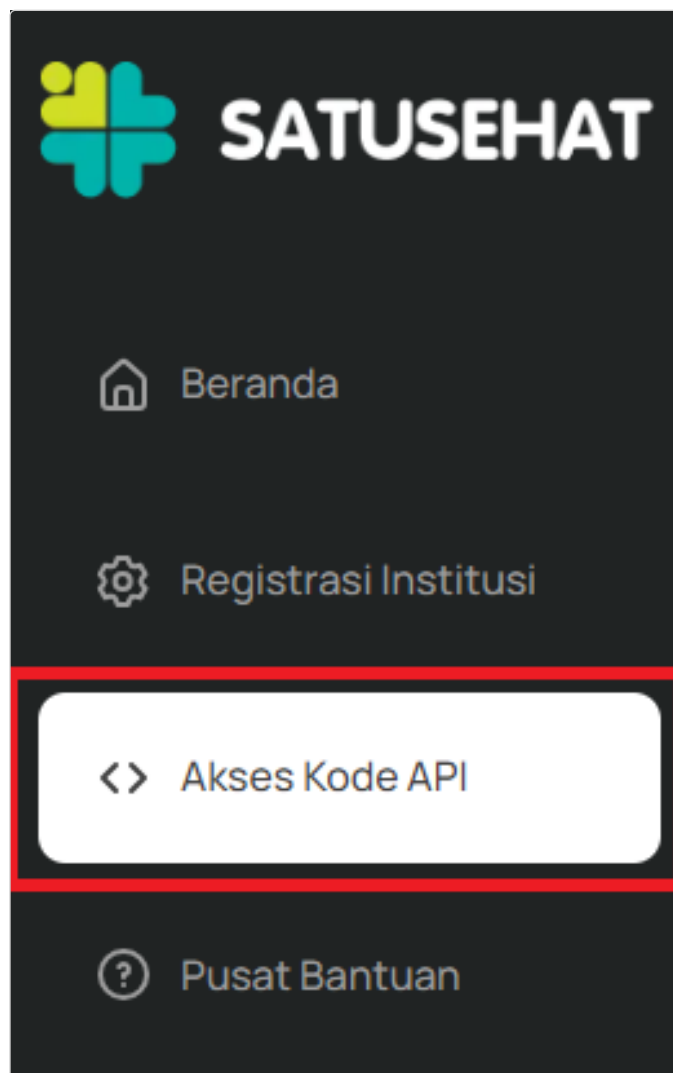 SATUSEHAT
Beranda
Registrasi Institusi
<> Akses Kode API
Pusat Bantuan